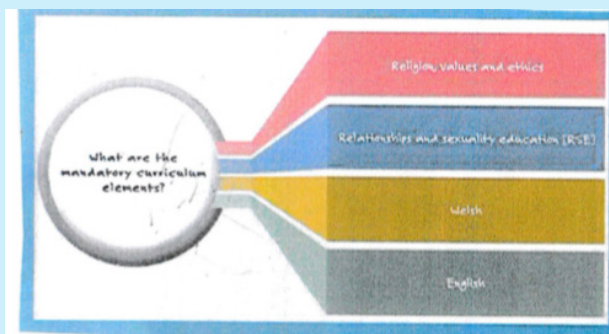 What are the
mandatory curriculum
elements?
Religion, values and ethics
Relationships and sexuality education [RSE]
Welsh
English